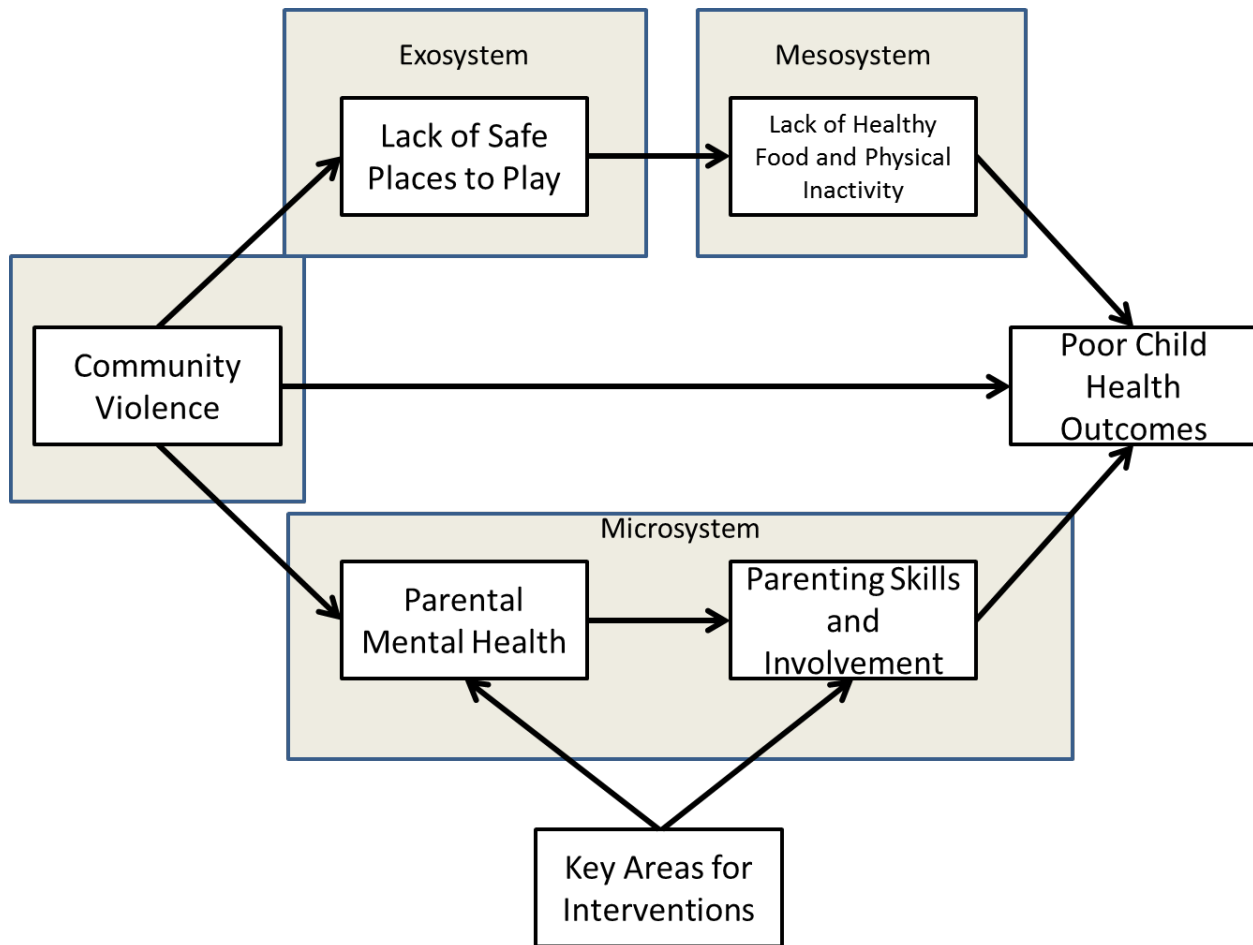 Exosystem
Lack of Safe
Places to Play
Mesosystem
Lack of Healthy
Food and Physical
Inactivity
Community
Violence
Poor Child
Health
Outcomes
Microsystem
Parental
Mental Health
Parenting Skills
and
Involvement
Key Areas for
Interventions